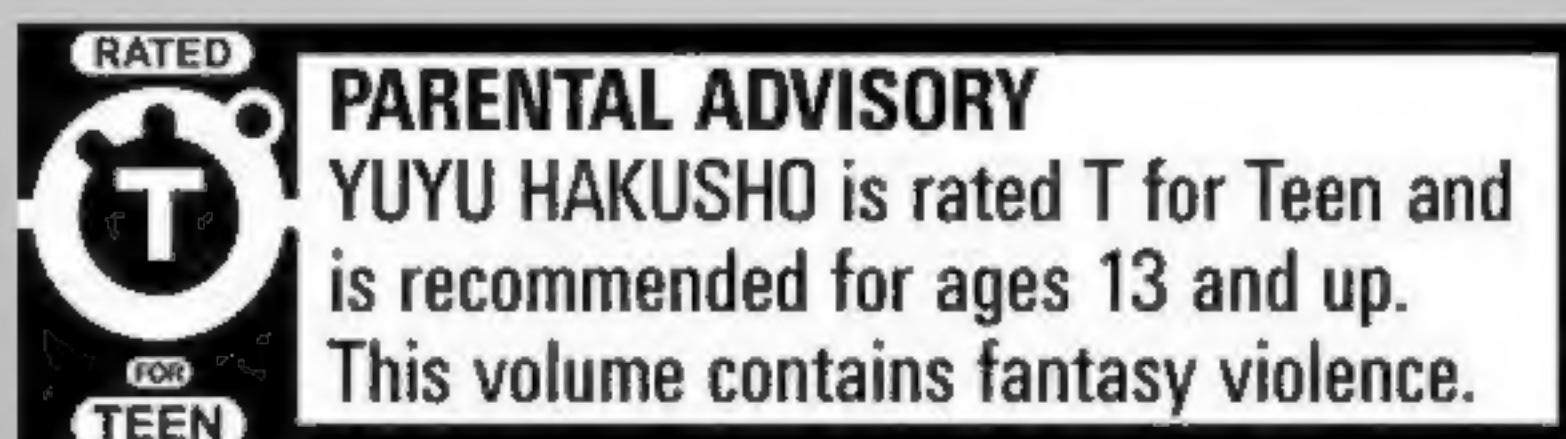 RATED
T
FOR
TEEN
PARENTAL ADVISORY
YUYU HAKUSHO is rated T for Teen and
is recommended for ages 13 and up.
This volume contains fantasy violence.